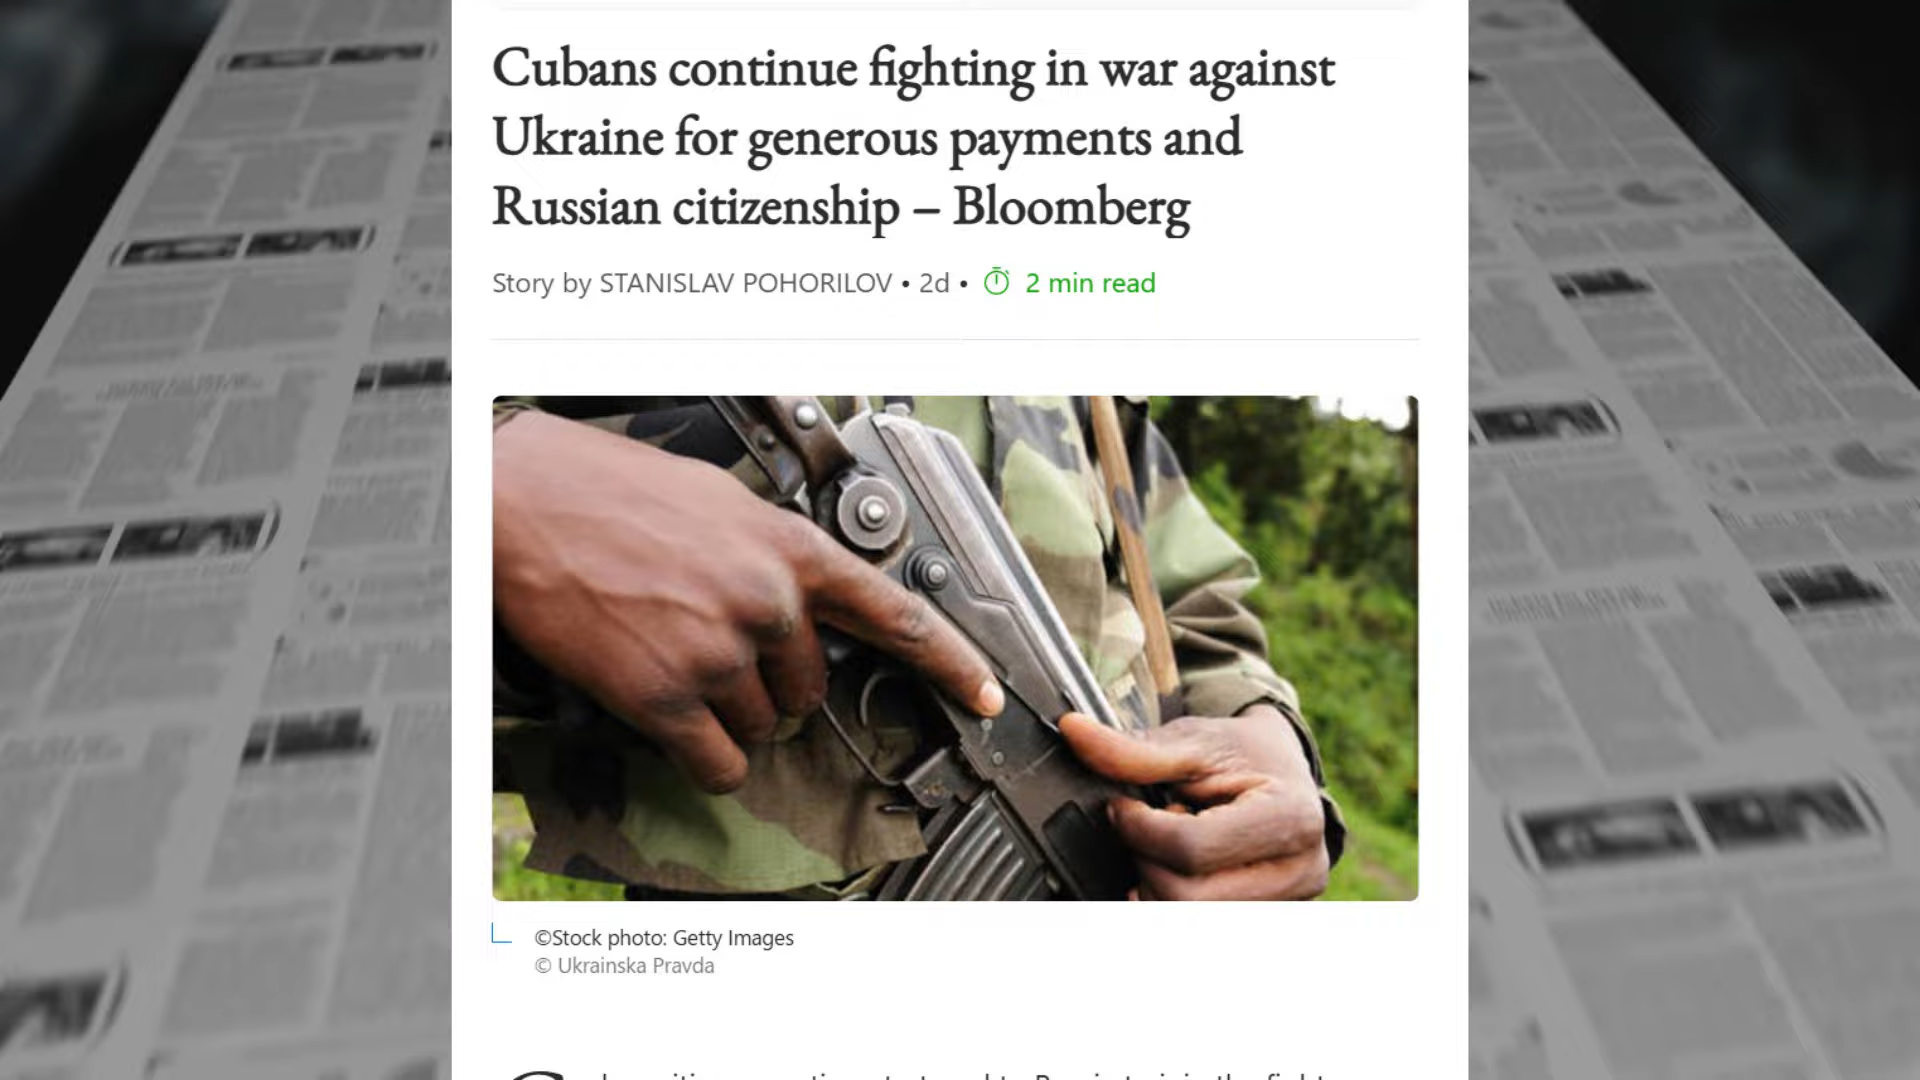 Cubans continue fighting in war against
Ukraine for generous payments and
Russian citizenship – Bloomberg
Story by STANISLAV POHORILOV • 2d • 2 min read
©Stock photo: Getty Images
© Ukrainska Pravda